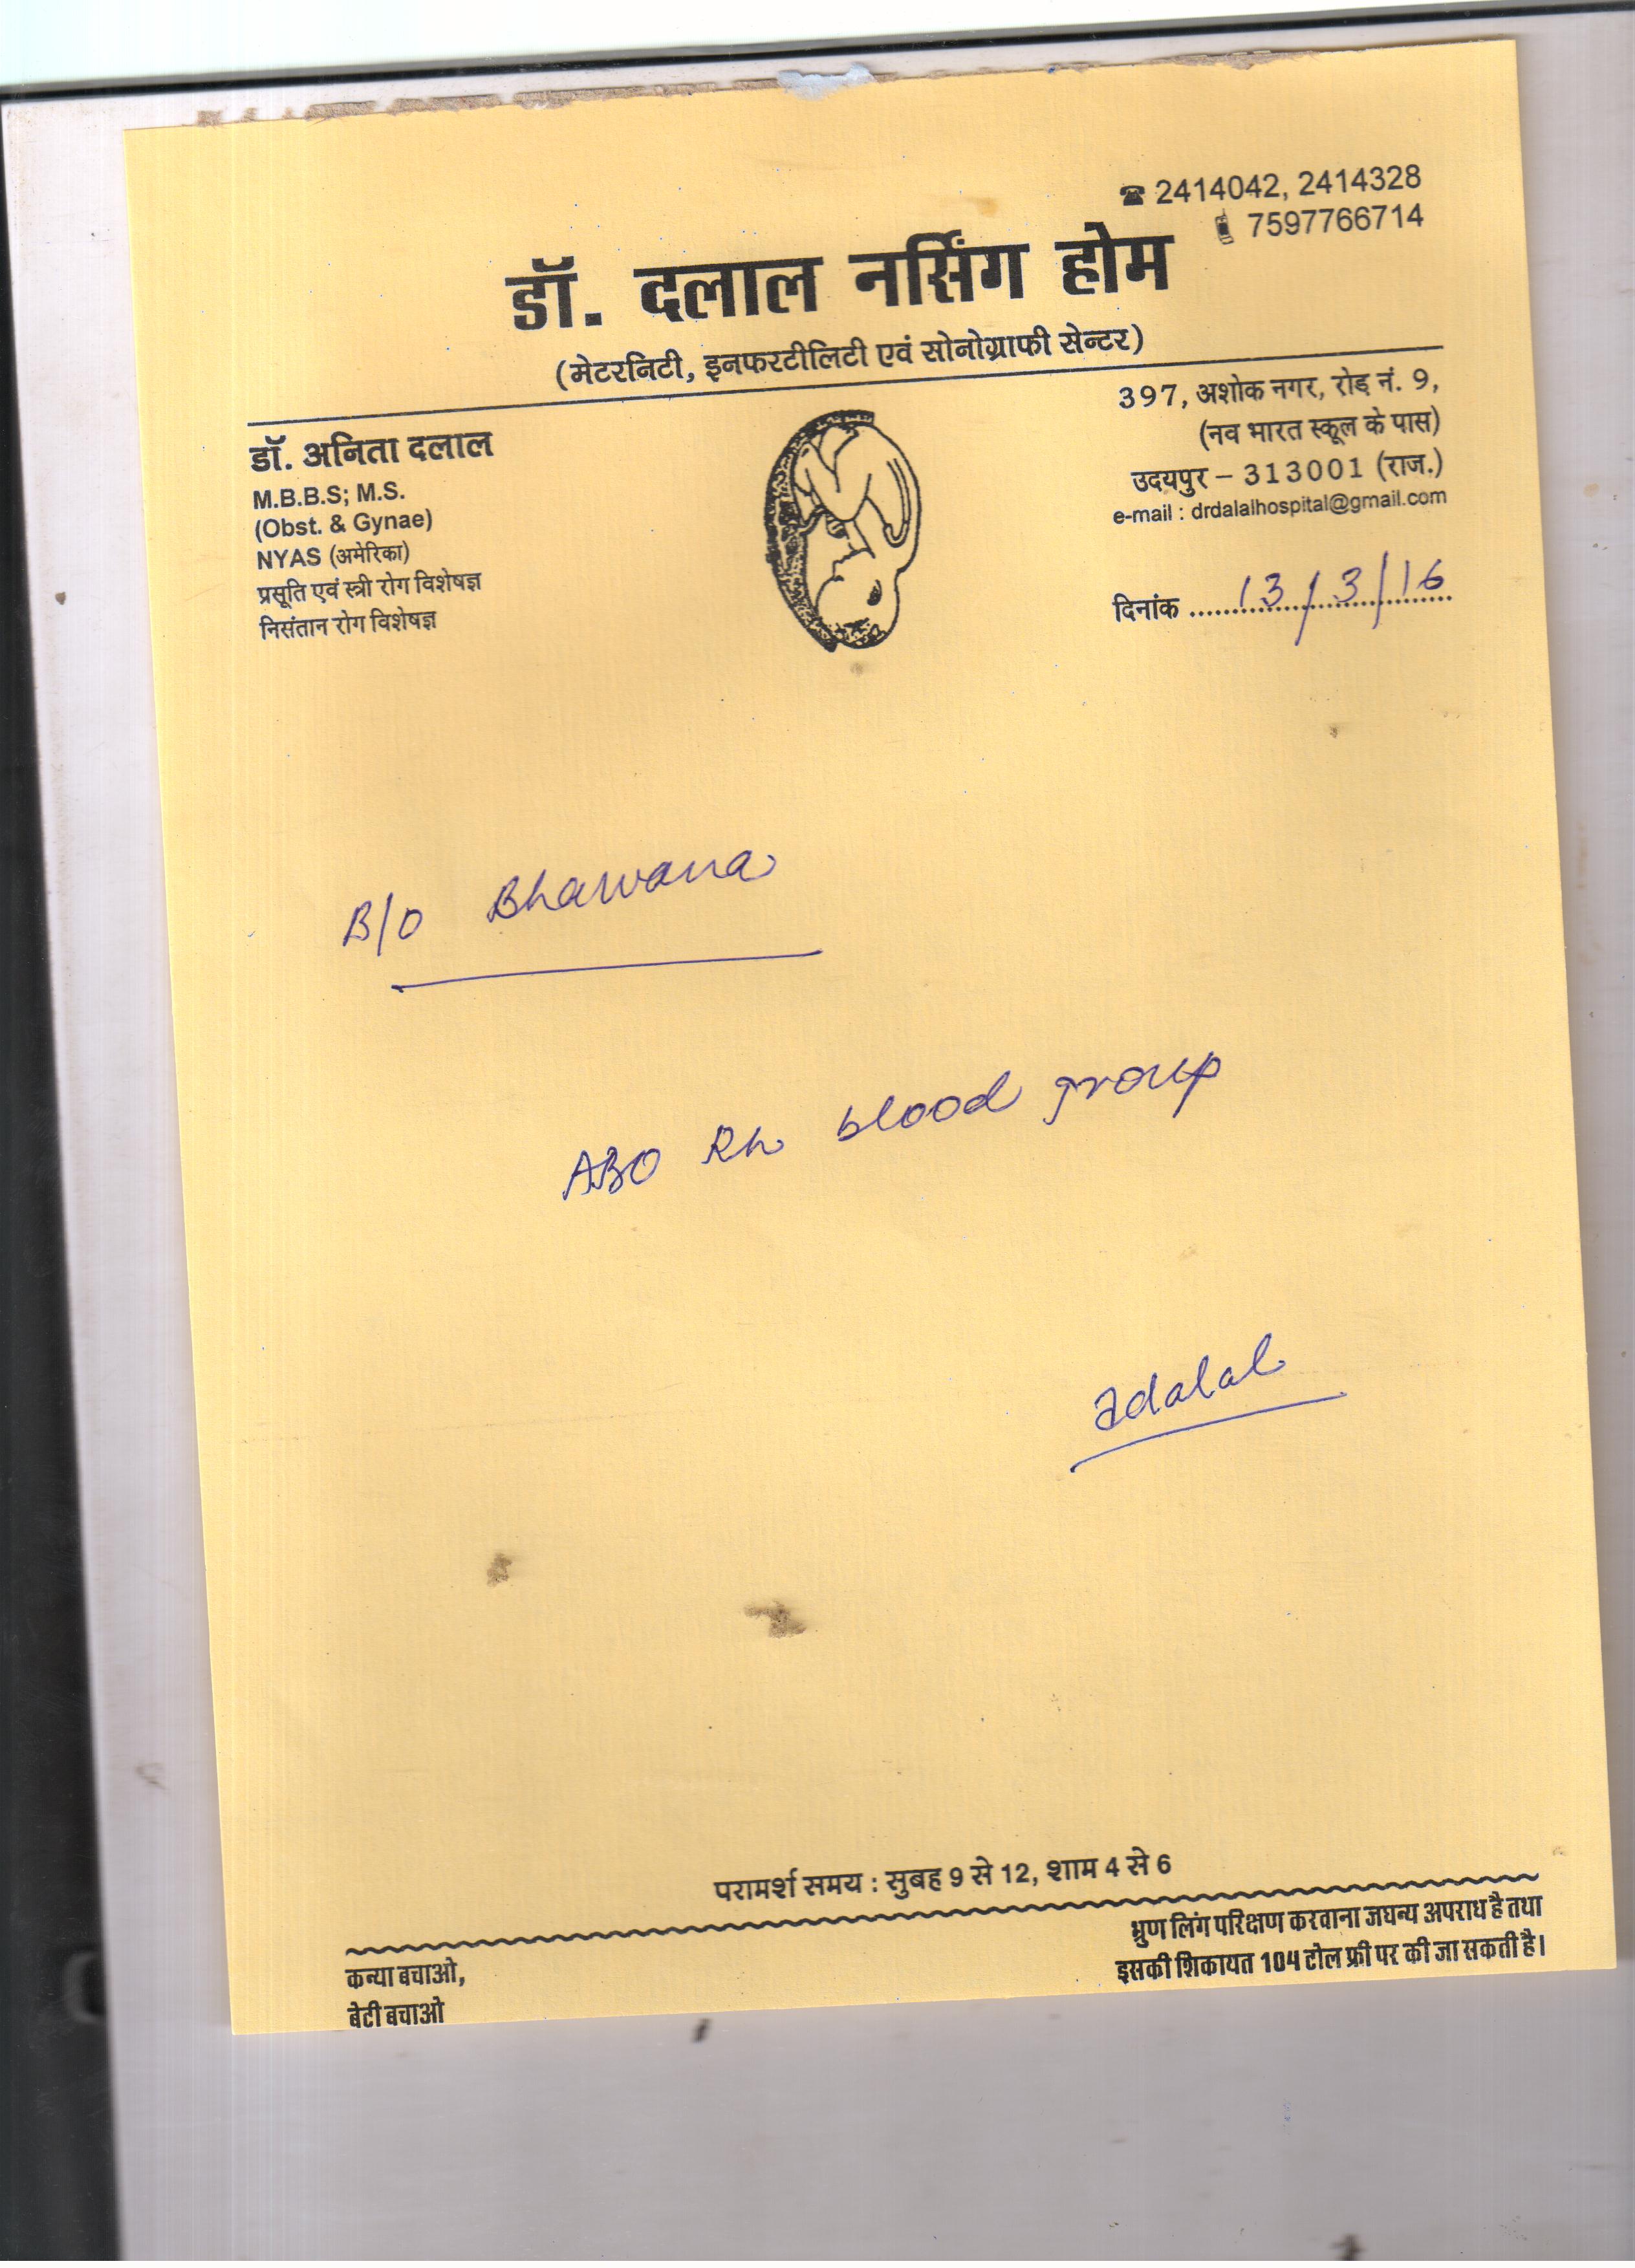 2414042, 2414328
7597766714
डॉ. दलाल नर्सिंग होम
(मेटरनिटी, इनफरटीलिटी एवं सोनोग्राफी सेन्टर)
डॉ. अनिता दलाल
M.B.B.S; M.S.
(Obst. & Gynae)
NYAS (अमेरिका)
प्रसूति एवं स्त्री रोग विशेषज्ञ
निसंतान रोग विशेषज्ञ
397, अशोक नगर, रोड़ नं. 9,
(नव भारत स्कूल के पास)
उदयपुर – 313001 (राज.)
e-mail : drdalalhospital@gmail.com
दिनांक 13/3/16
B/O Bhawana
ABO Rh blood group
adalal
परामर्श समय : सुबह 9 से 12, शाम 4 से 6
कन्या बचाओ,
बेटी बचाओ
भ्रुण लिंग परिक्षण करवाना जघन्य अपराध है तथा
इसकी शिकायत 104 टोल फ्री पर की जा सकती है।